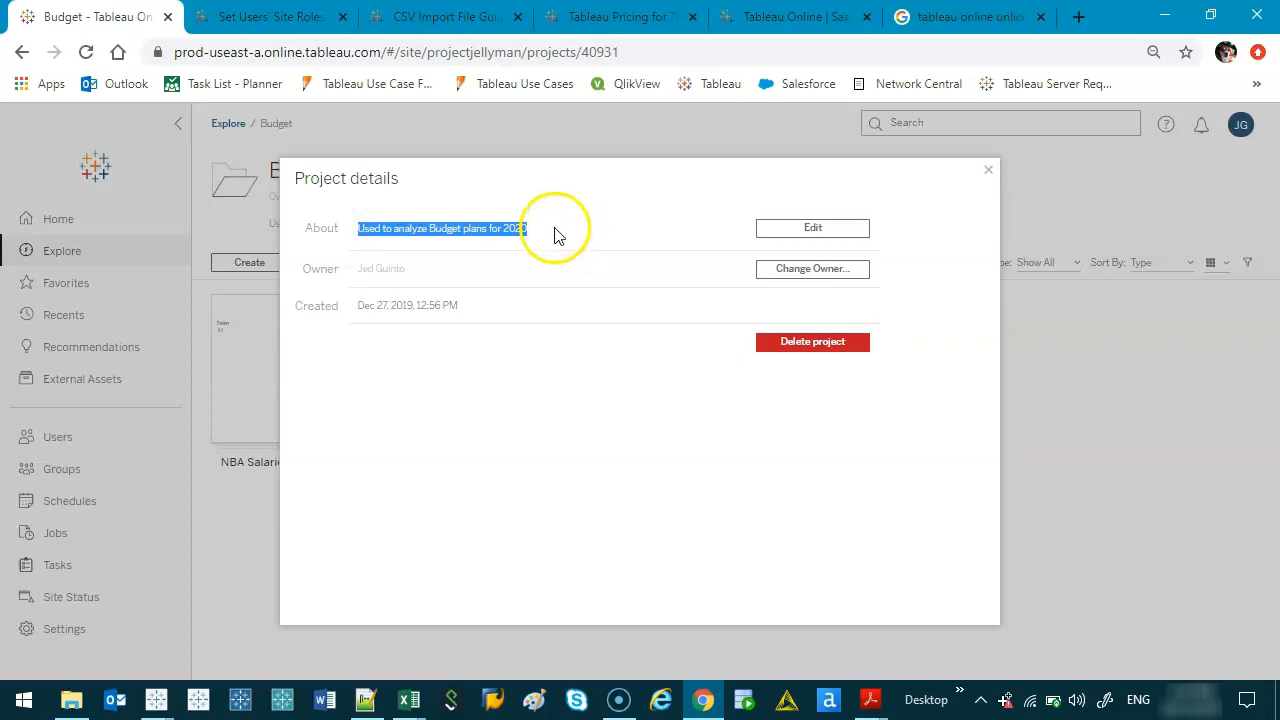 Budget - Tableau On
Set Users' Site Roles
CSV Import File Gui
Tableau Pricing for T
Tableau Online | Saa
tableau online unlic
prod-useast-a.online.tableau.com/#/site/projectjellyman/projects/40931
Apps
Outlook
Task List - Planner
Tableau Use Case F...
Tableau Use Cases
QlikView
Tableau
Salesforce
Network Central
Tableau Server Req...
Explore / Budget
Search
JG
B
Project details
About
Used to analyze Budget plans for 2020
Edit
Owner
Jed Guinto
Change Owner...
Created
Dec 27, 2019, 12:56 PM
Delete project
Home
Explore
Favorites
Recents
Recommendations
External Assets
Users
Groups
Schedules
Jobs
Tasks
Site Status
Settings
Create
Show All
Sort By: Type
NBA Salarie
Desktop
ENG